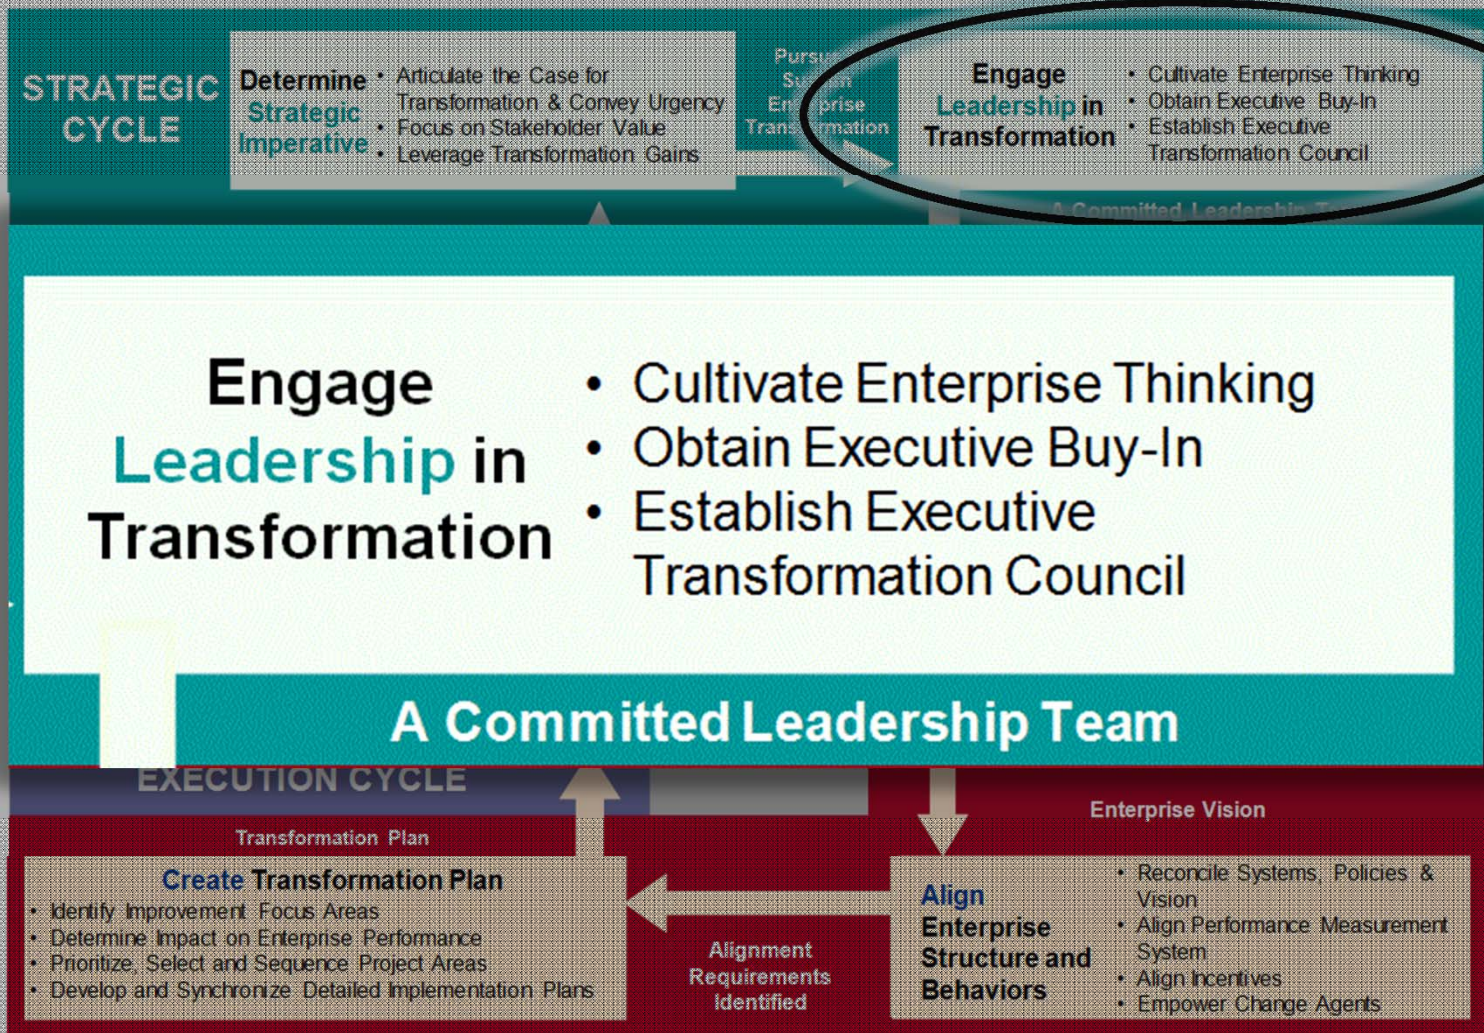 STRATEGIC
CYCLE
Determine
Strategic
Imperative
• Articulate the Case for
Transformation & Convey Urgency
• Focus on Stakeholder Value
• Leverage Transformation Gains
Engage
Leadership in
Transformation
• Cultivate Enterprise Thinking
• Obtain Executive Buy-In
• Establish Executive
Transformation Council
A Committed Leadership
Engage
Leadership in
Transformation
• Cultivate Enterprise Thinking
• Obtain Executive Buy-In
• Establish Executive
Transformation Council
A Committed Leadership Team
EXECUTION CYCLE
Transformation Plan
Enterprise Vision
Create Transformation Plan
• Identify Improvement Focus Areas
• Determine Impact on Enterprise Performance
• Prioritize, Select and Sequence Project Areas
• Develop and Synchronize Detailed Implementation Plans
Alignment
Requirements
Identified
Align
Enterprise
Structure and
Behaviors
• Reconcile Systems, Policies &
Vision
• Align Performance Measurement
System
• Align Incentives
• Empower Change Agents